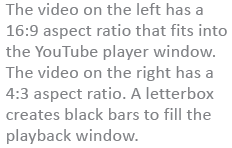 The video on the left has a
16:9 aspect ratio that fits into
the YouTube player window.
The video on the right has a
4:3 aspect ratio. A letterbox
creates black bars to fill the
playback window.